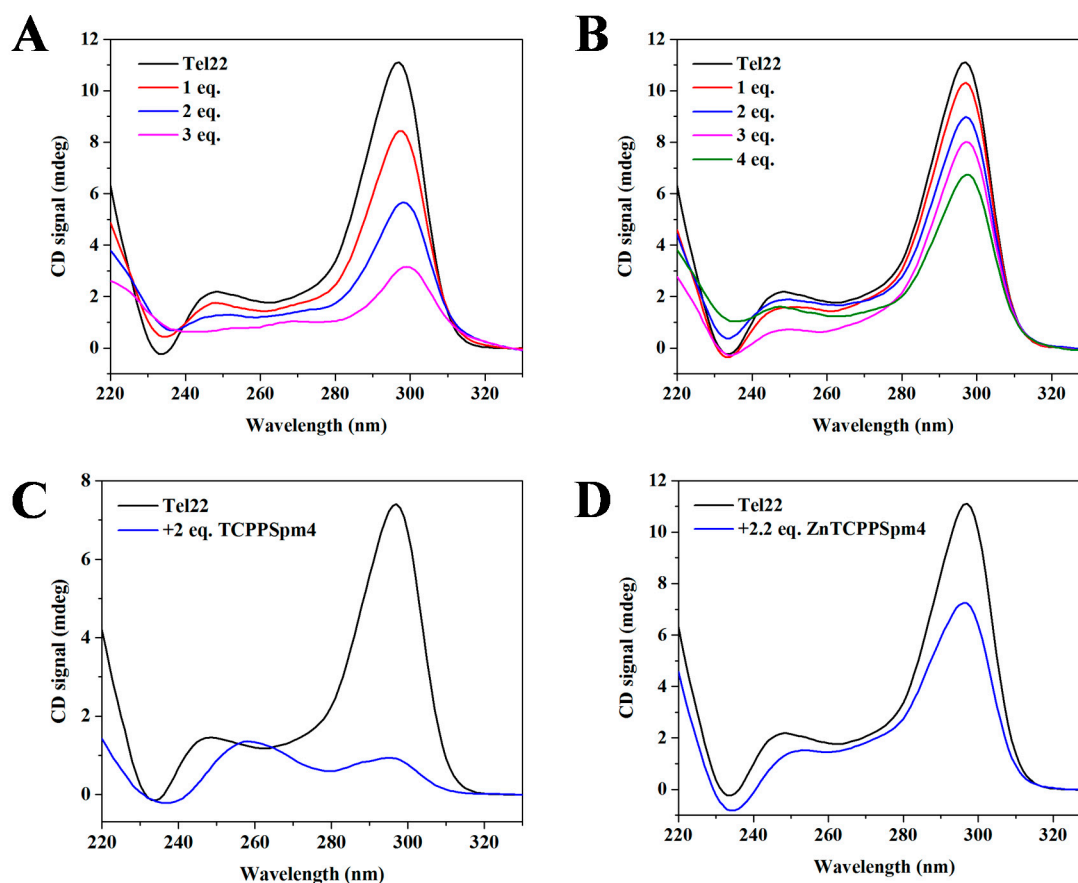 A
CD signal (mdeg)
12
10
8
6
4
2
0
Tel22
1 eq.
2 eq.
3 eq.
220 240 260 280 300 320
Wavelength (nm)
B
CD signal (mdeg)
12
10
8
6
4
2
0
Tel22
1 eq.
2 eq.
3 eq.
4 eq.
220 240 260 280 300 320
Wavelength (nm)
C
CD signal (mdeg)
8
6
4
2
0
Tel22
+2 eq. TCPPSpm4
220 240 260 280 300 320
Wavelength (nm)
D
CD signal (mdeg)
12
10
8
6
4
2
0
Tel22
+2.2 eq. ZnTCPPSpm4
220 240 260 280 300 320
Wavelength (nm)